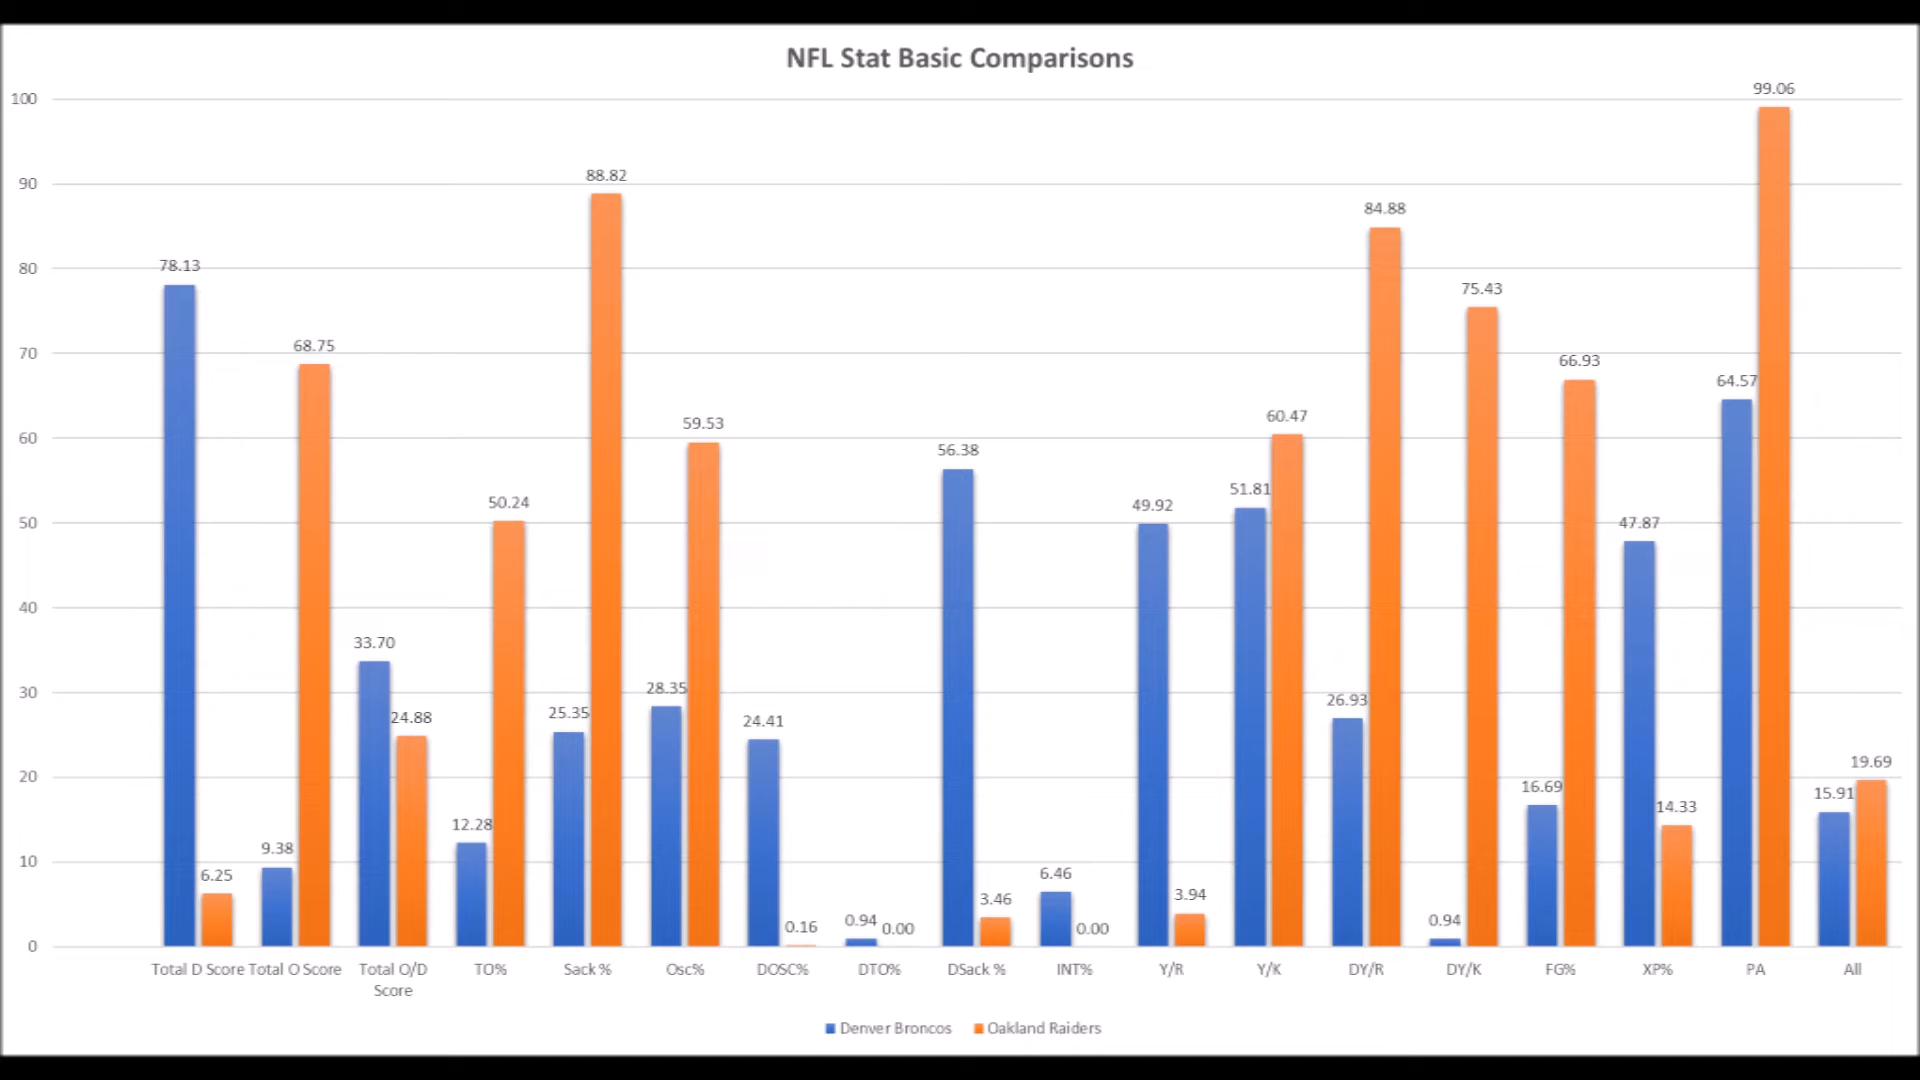 NFL Stat Basic Comparisons
100
90
80
70
60
50
40
30
20
10
0
78.13
6.25
9.38
68.75
33.70
24.88
12.28
50.24
25.35
88.82
28.35
59.53
24.41
0.16
0.94
0.00
56.38
3.46
6.46
0.00
49.92
3.94
51.81
60.47
26.93
84.88
0.94
75.43
16.69
66.93
47.87
14.33
64.57
99.06
15.91
19.69
Total D Score
Total O Score
Total O/D
Score
TO%
Sack %
Osc%
DOSC%
DTO%
DSack %
INT%
Y/R
Y/K
DY/R
DY/K
FG%
XP%
PA
All
Denver Broncos
Oakland Raiders